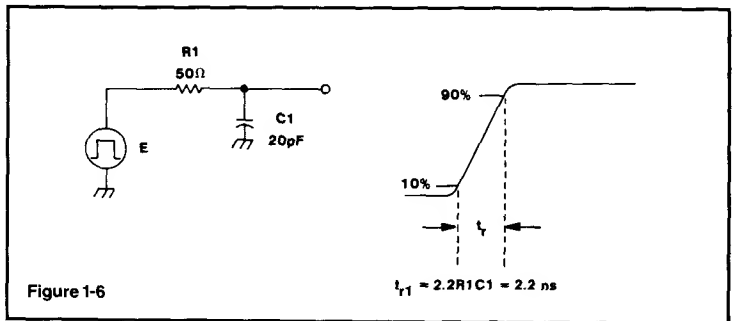 R1
50Ω
E
C1
20pF
90%
10%
tr
tr1 = 2.2R1C1 = 2.2 ns
Figure 1-6